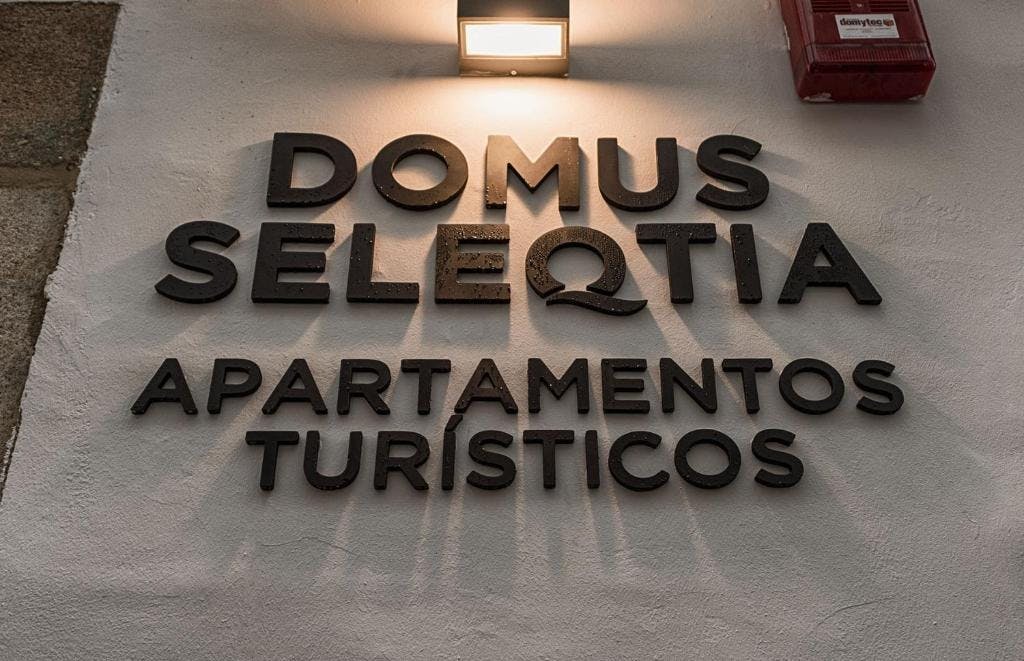 domytec
DOMUS
SELEQTIA
APARTAMENTOS
TURÍSTICOS